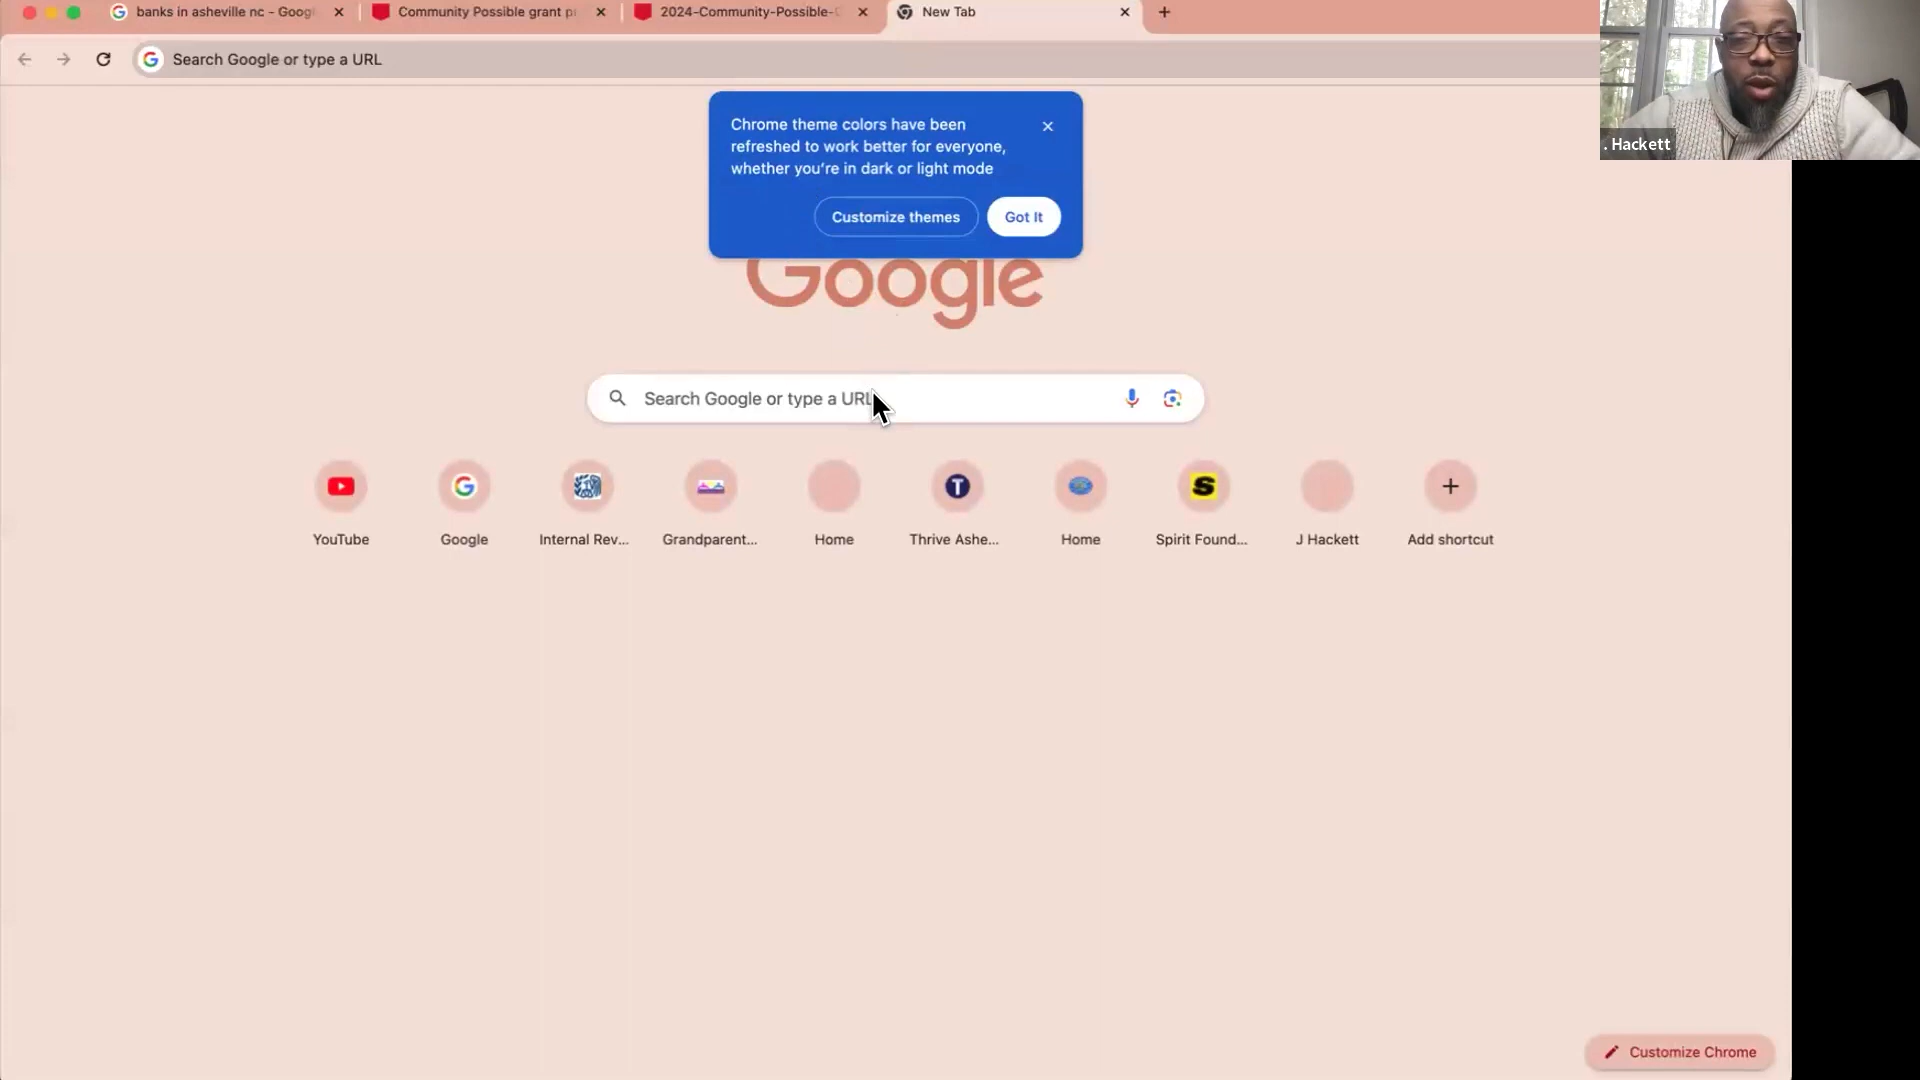 banks in asheville nc - Goog
Community Possible grant p
2024-Community-Possible-
New Tab
Search Google or type a URL
. Hackett
Chrome theme colors have been
refreshed to work better for everyone,
whether you're in dark or light mode
Customize themes
Got It
Google
Search Google or type a URL
YouTube
Google
Internal Rev...
Grandparent...
Home
Thrive Ashe...
Home
Spirit Found...
J Hackett
Add shortcut
Customize Chrome